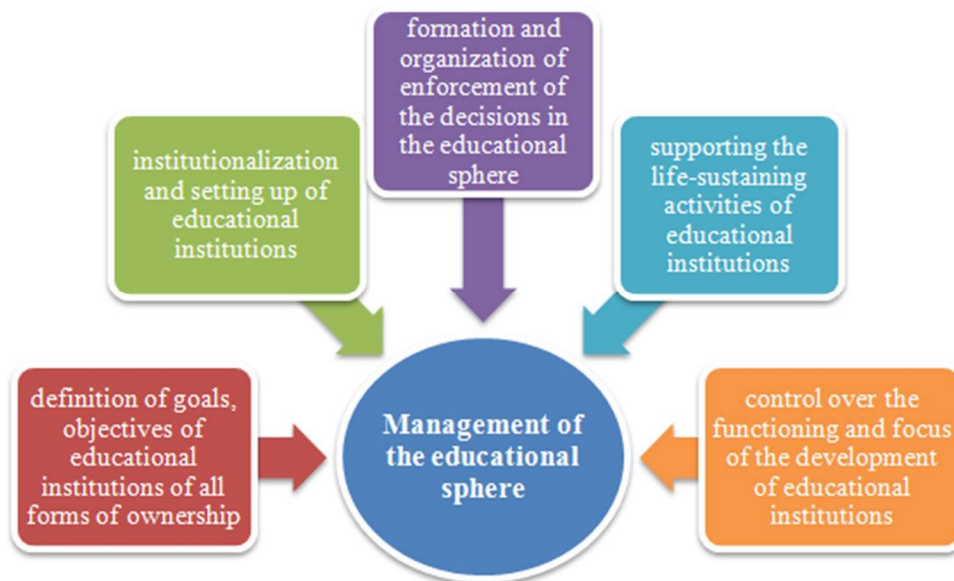 formation and
organization of
enforcement of
the decisions in
the educational
sphere
institutionalization
and setting up of
educational
institutions
supporting the
life-sustaining
activities of
educational
institutions
definition of goals,
objectives of
educational
institutions of all
forms of ownership
Management of
the educational
sphere
control over the
functioning and focus
of the development
of educational
institutions